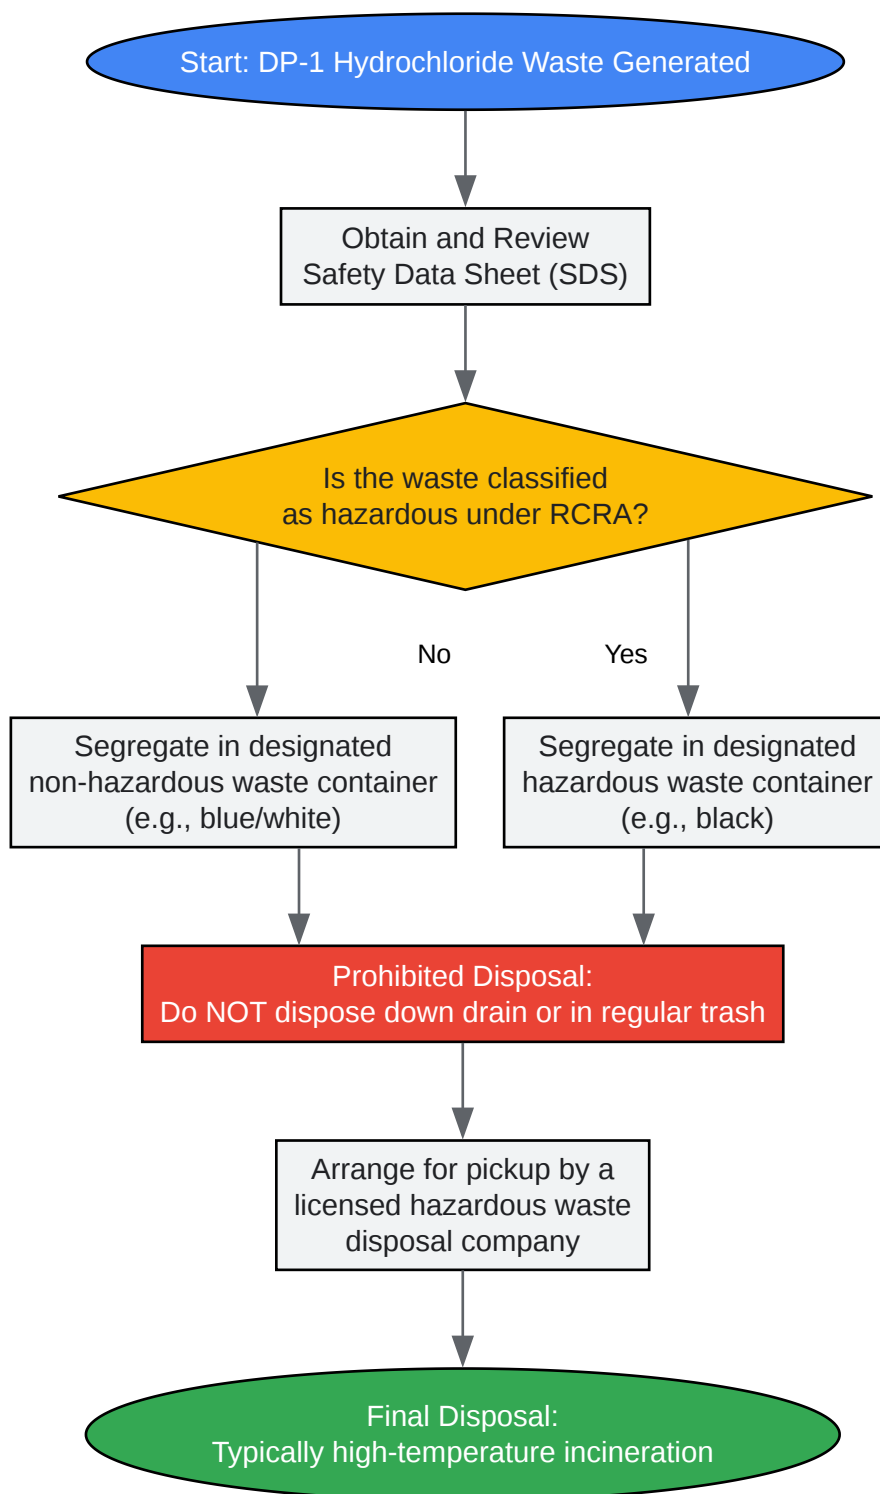 Start: DP-1 Hydrochloride Waste Generated
Obtain and Review
Safety Data Sheet (SDS)
Is the waste classified
as hazardous under RCRA?
No
Yes
Segregate in designated
non-hazardous waste container
(e.g., blue/white)
Segregate in designated
hazardous waste container
(e.g., black)
Prohibited Disposal:
Do NOT dispose down drain or in regular trash
Arrange for pickup by a
licensed hazardous waste
disposal company
Final Disposal:
Typically high-temperature incineration